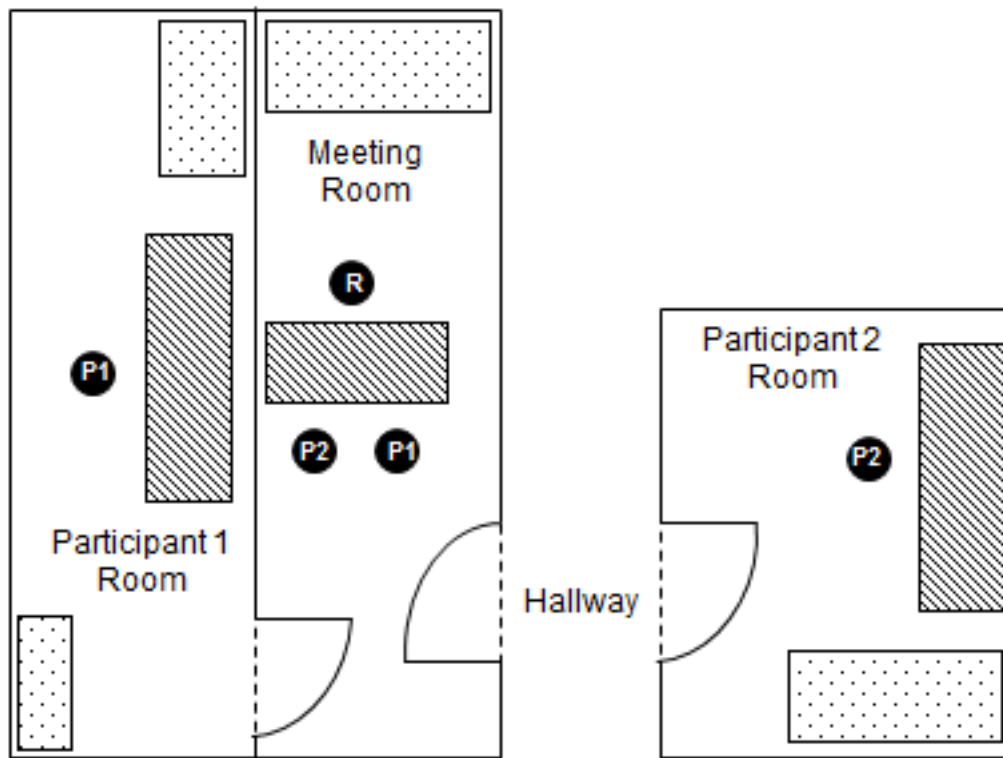 Meeting
Room
R
P1
P2
P1
Participant 1
Room
Hallway
Participant 2
Room
P2